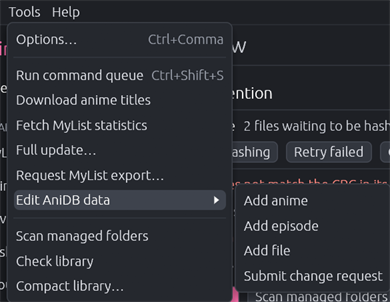 Tools Help
Options... Ctrl+Comma
Run command queue Ctrl+Shift+S
Download anime titles
Fetch MyList statistics
Full update...
Request MyList export...
Edit AniDB data
Scan managed folders
Check library
Compact library...
Add anime
Add episode
Add file
Submit change request
2 files waiting to be hash
Retry failed
Scan managed folders